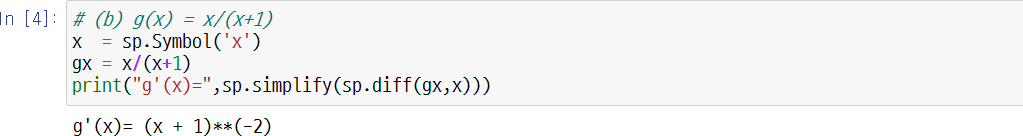 In [4]: # (b) g(x) = x/(x+1)
x  = sp.Symbol('x')
gx = x/(x+1)
print("g'(x)=",sp.simplify(sp.diff(gx,x)))
g'(x)= (x + 1)**(-2)